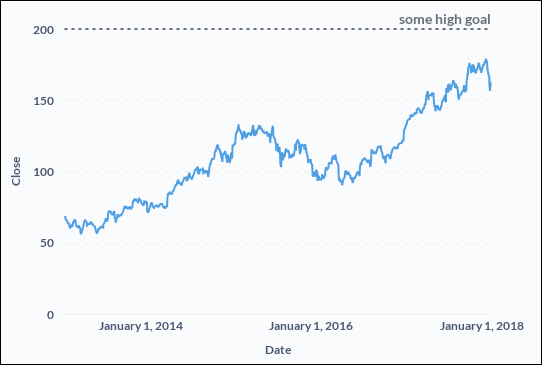 some high goal
200
150
100
50
0
Close
January 1, 2014
January 1, 2016
January 1, 2018
Date